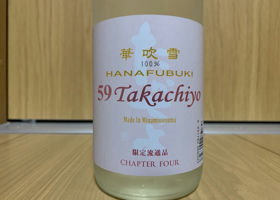 華吹雪
100%
HANAFUBUKI
59 Takachiyo
Made in Minamiuonuma
限定流通品
CHAPTER FOUR